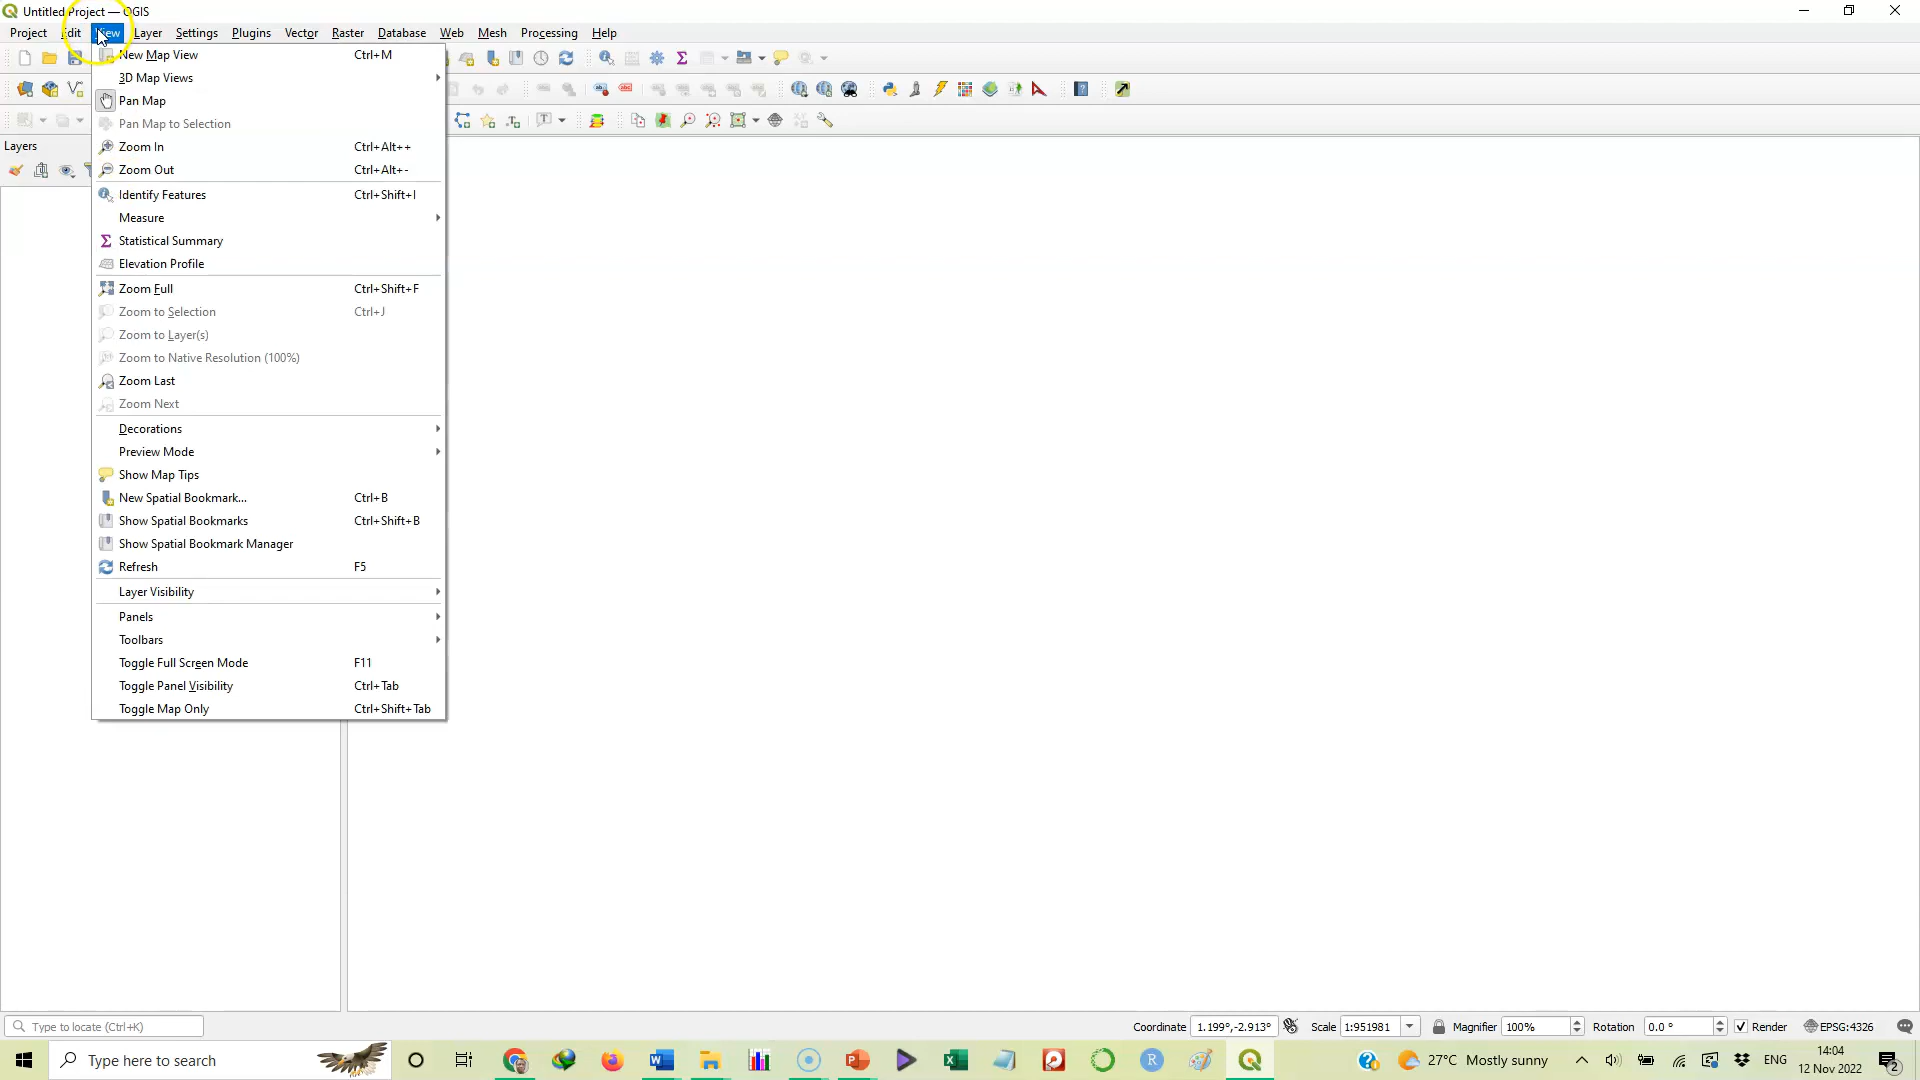 Untitled Project — QGIS
Project Edit View Layer Settings Plugins Vector Raster Database Web Mesh Processing Help
New Map View Ctrl+M
3D Map Views
Pan Map
Pan Map to Selection
Zoom In Ctrl+Alt++
Zoom Out Ctrl+Alt+-
Identify Features Ctrl+Shift+I
Measure
Statistical Summary
Elevation Profile
Zoom Full Ctrl+Shift+F
Zoom to Selection Ctrl+J
Zoom to Layer(s)
Zoom to Native Resolution (100%)
Zoom Last
Zoom Next
Decorations
Preview Mode
Show Map Tips
New Spatial Bookmark... Ctrl+B
Show Spatial Bookmarks Ctrl+Shift+B
Show Spatial Bookmark Manager
Refresh F5
Layer Visibility
Panels
Toolbars
Toggle Full Screen Mode F11
Toggle Panel Visibility Ctrl+Tab
Toggle Map Only Ctrl+Shift+Tab
Layers
Type to locate (Ctrl+K)
Coordinate 1.199°,-2.913° Scale 1:951981 Magnifier 100% Rotation 0.0 ° Render EPSG:4326
Type here to search
27°C Mostly sunny ENG 14:04
12 Nov 2022 2